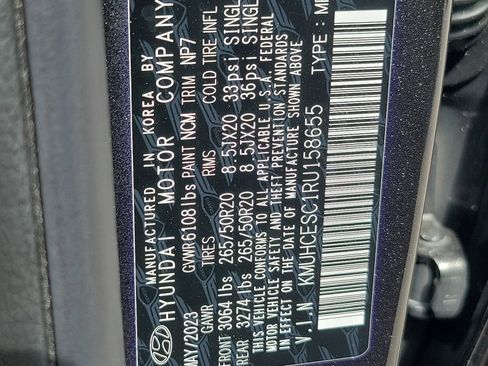 MANUFACTURED IN KOREA BY
HYUNDAI MOTOR COMPANY
MAY/2023 GVWR 6108 lbs PAINT NCM TRIM NP7
GAWR TIRES RIMS COLD TIRE INFL
FRONT 3064 lbs 265/50R20 8.5JX20 33psi SINGL
REAR 3274 lbs 265/50R20 8.5JX20 36psi SINGL
THIS VEHICLE CONFORMS TO ALL APPLICABLE U.S.A. FEDERAL
MOTOR VEHICLE SAFETY AND THEFT PREVENTION STANDARDS
IN EFFECT ON THE DATE OF MANUFACTURE SHOWN ABOVE.
V.I.N KMUHCESC1RU158655 TYPE : MP